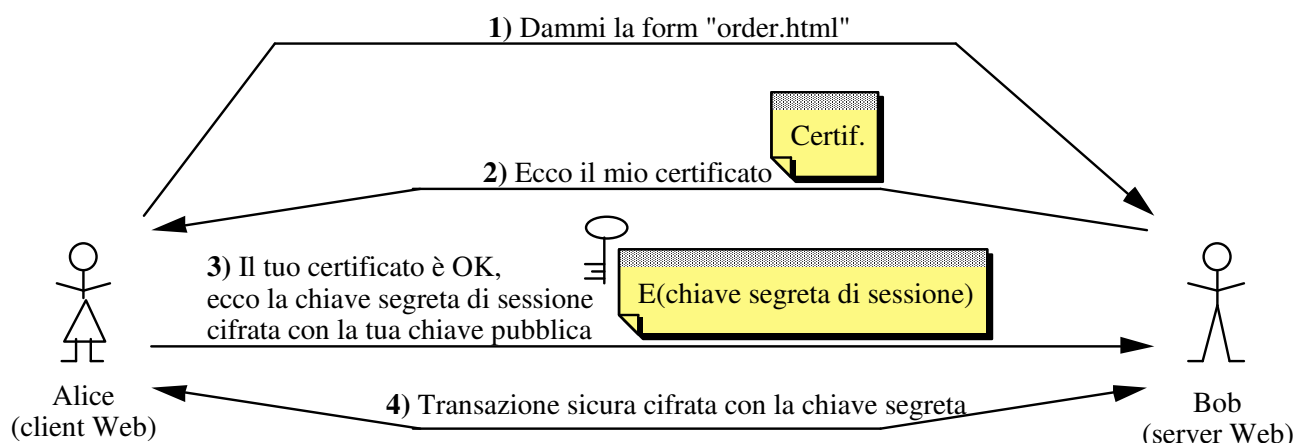 1) Dammi la form "order.html"
Certif.
2) Ecco il mio certificato
3) Il tuo certificato è OK,
ecco la chiave segreta di sessione
cifrata con la tua chiave pubblica
E(chiave segreta di sessione)
Alice
(client Web)
4) Transazione sicura cifrata con la chiave segreta
Bob
(server Web)